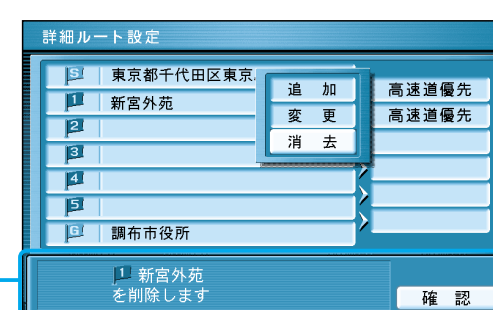 詳細ルート設定
S 東京都千代田区東京
追 加
高速道優先
1 新宮外苑
変 更
高速道優先
2
消 去
3
4
5
G 調布市役所
1 新宮外苑
を削除します
確 認